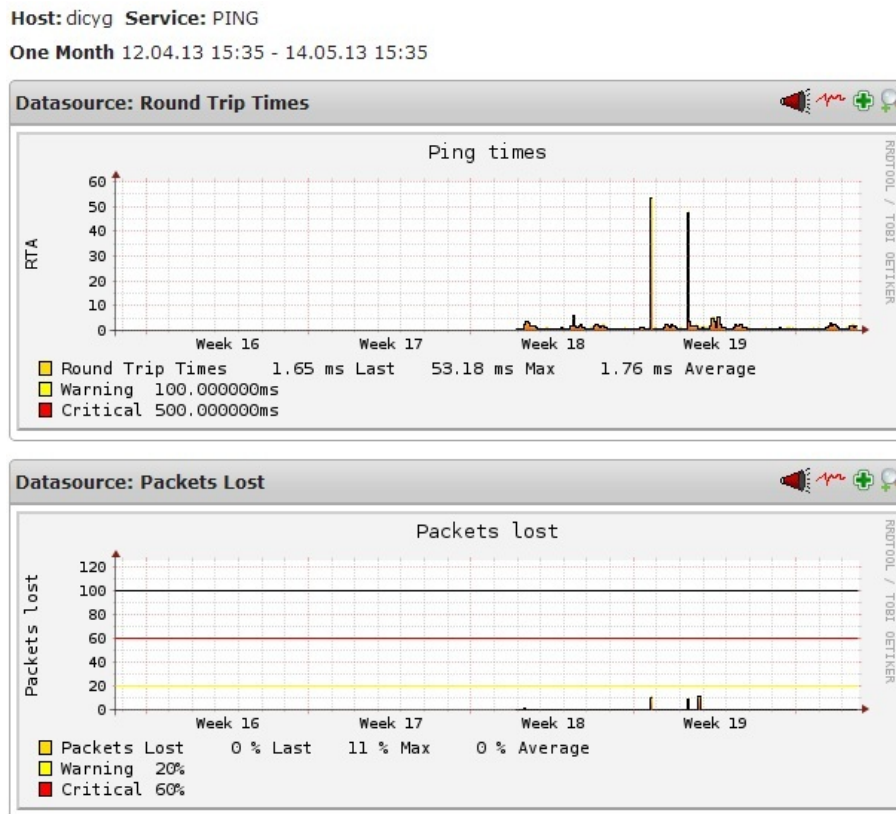 Host: dicyg Service: PING
One Month 12.04.13 15:35 - 14.05.13 15:35
Datasource: Round Trip Times
Ping times
RRDTOOL / TOBI OETIKER
RTA
60
50
40
30
20
10
0
Week 16 Week 17 Week 18 Week 19
Round Trip Times 1.65 ms Last 53.18 ms Max 1.76 ms Average
Warning 100.000000ms
Critical 500.000000ms
Datasource: Packets Lost
Packets lost
RRDTOOL / TOBI OETIKER
Packets lost
120
100
80
60
40
20
0
Week 16 Week 17 Week 18 Week 19
Packets Lost 0 % Last 11 % Max 0 % Average
Warning 20%
Critical 60%